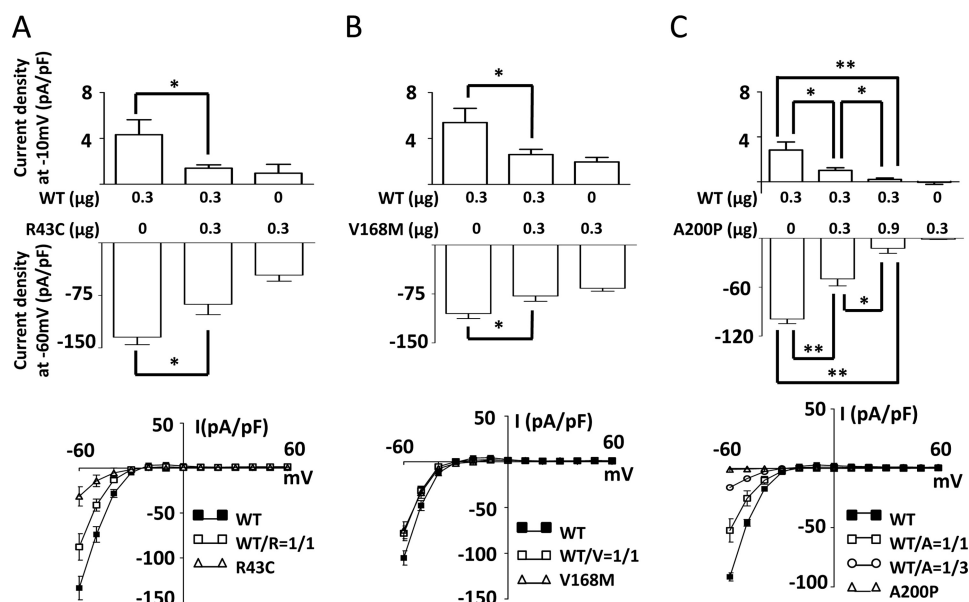 A
B
C
Current density at -10mV (pA/pF)
8
4
*
8
4
*
8
4
**
*
*
WT (µg)
0.3
0.3
0
WT (µg)
0.3
0.3
0
WT (µg)
0.3
0.3
0.3
0
R43C (µg)
0
0.3
0.3
V168M (µg)
0
0.3
0.3
A200P (µg)
0
0.3
0.9
0.3
Current density at -60mV (pA/pF)
-75
-150
*
-75
-150
*
-60
-120
*
**
**
50
I(pA/pF)
-60
60
0
mV
-50
-100
-150
WT
WT/R=1/1
R43C
50
I (pA/pF)
-60
60
0
mV
-50
-100
-150
WT
WT/V=1/1
V168M
50
I (pA/pF)
-60
60
0
mV
-50
-100
WT
WT/A=1/1
WT/A=1/3
A200P